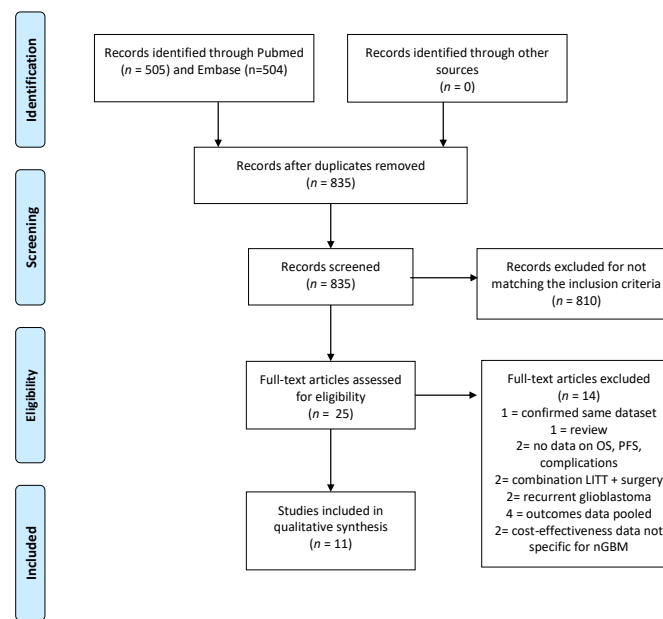 Identification
Records identified through Pubmed
(n = 505) and Embase (n=504)
Records identified through other
sources
(n = 0)
Records after duplicates removed
(n = 835)
Screening
Records screened
(n = 835)
Records excluded for not
matching the inclusion criteria
(n = 810)
Eligibility
Full-text articles assessed
for eligibility
(n = 25)
Full-text articles excluded
(n = 14)
1 = confirmed same dataset
1 = review
2= no data on OS, PFS,
complications
2= combination LITT + surgery
2= recurrent glioblastoma
4 = outcomes data pooled
2= cost-effectiveness data not
specific for nGBM
Included
Studies included in
qualitative synthesis
(n = 11)